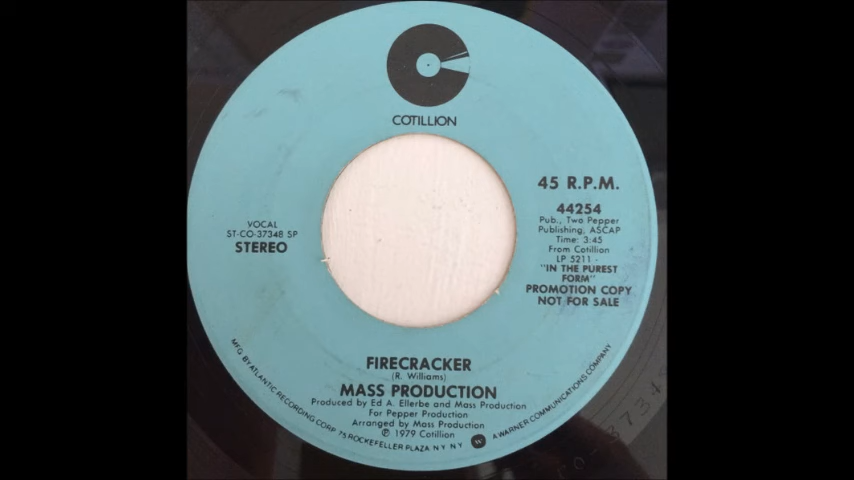 COTILLION
45 R.P.M.
44254
Pub., Two Pepper
Publishing, ASCAP
Time: 3:45
From Cotillion
LP 5211 -
"IN THE PUREST
FORM"
PROMOTION COPY
NOT FOR SALE
VOCAL
ST-CO-37348 SP
STEREO
FIRECRACKER
(R. Williams)
MASS PRODUCTION
Produced by Ed A. Ellerbe and Mass Production
For Pepper Production
Arranged by Mass Production
℗ 1979 Cotillion
MFG BY ATLANTIC RECORDING CORP 75 ROCKEFELLER PLAZA N Y N Y
A WARNER COMMUNICATIONS COMPANY